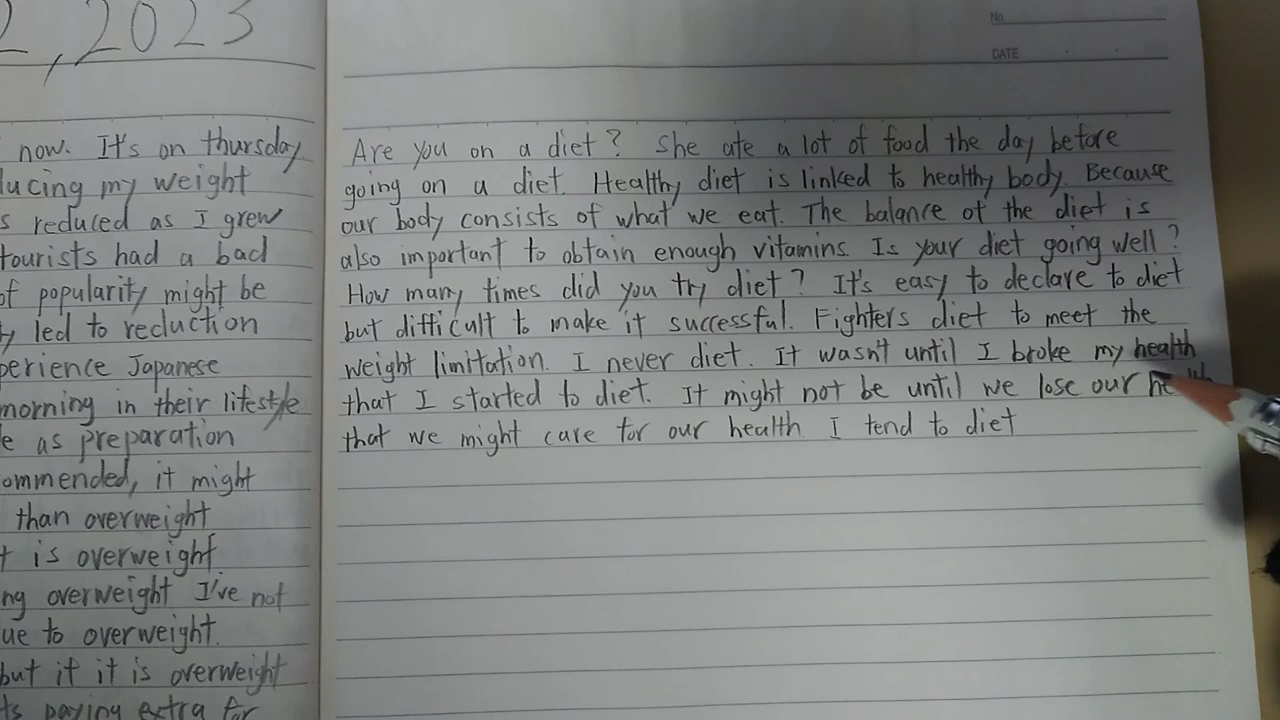 2, 2023
now. It's on thursday
lucing my weight
s reduced as I grew
tourists had a bad
of popularity might be
y led to reduction
perience Japanese
morning in their lifestyle
e as preparation
ommended, it might
than overweight
t is overweight
ng overweight I've not
ue to overweight.
but it it is overweight
ts paying extra for
No.
DATE
Are you on a diet? She ate a lot of food the day before
going on a diet. Healthy diet is linked to healthy body. Because
our body consists of what we eat. The balance of the diet is
also important to obtain enough vitamins. Is your diet going well?
How many times did you try diet? It's easy to declare to diet
but difficult to make it successful. Fighters diet to meet the
weight limitation. I never diet. It wasn't until I broke my health
that I started to diet. It might not be until we lose our health
that we might care for our health I tend to diet